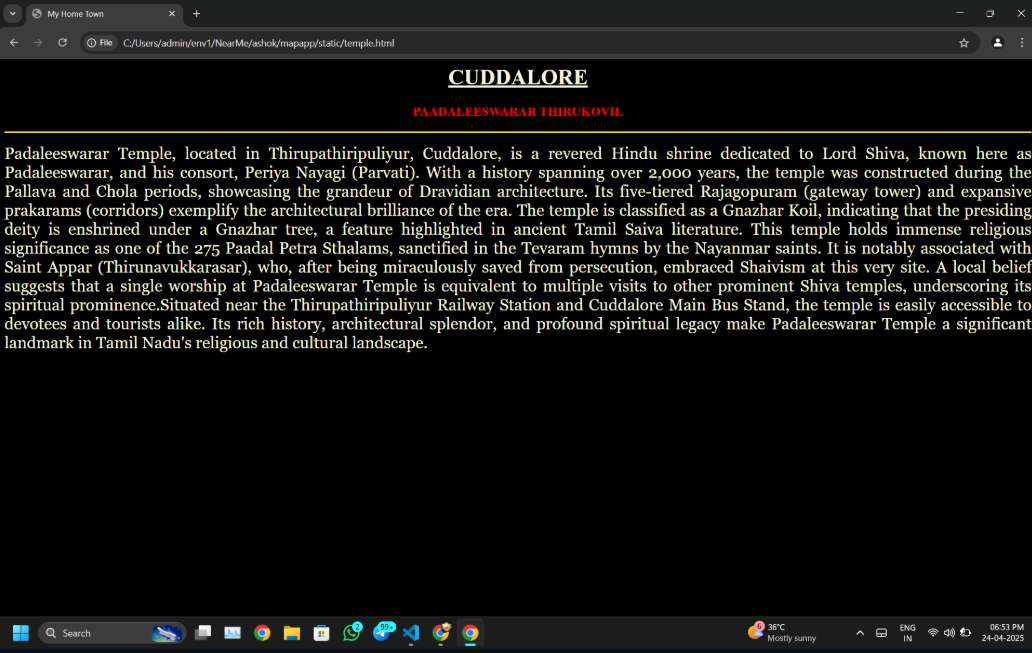 My Home Town
File
C:/Users/admin/env1/NearMe/ashok/mapapp/static/temple.html
CUDDALORE
PAADALEESWARAR THIRUKOVIL
Padaleeswarar Temple, located in Thirupathiripuliyur, Cuddalore, is a revered Hindu shrine dedicated to Lord Shiva, known here as
Padaleeswarar, and his consort, Periya Nayagi (Parvati). With a history spanning over 2,000 years, the temple was constructed during the
Pallava and Chola periods, showcasing the grandeur of Dravidian architecture. Its five-tiered Rajagopuram (gateway tower) and expansive
prakarams (corridors) exemplify the architectural brilliance of the era. The temple is classified as a Gnazhar Koil, indicating that the presiding
deity is enshrined under a Gnazhar tree, a feature highlighted in ancient Tamil Saiva literature. This temple holds immense religious
significance as one of the 275 Paadal Petra Sthalams, sanctified in the Tevaram hymns by the Nayanmar saints. It is notably associated with
Saint Appar (Thirunavukkarasar), who, after being miraculously saved from persecution, embraced Shaivism at this very site. A local belief
suggests that a single worship at Padaleeswarar Temple is equivalent to multiple visits to other prominent Shiva temples, underscoring its
spiritual prominence.Situated near the Thirupathiripuliyur Railway Station and Cuddalore Main Bus Stand, the temple is easily accessible to
devotees and tourists alike. Its rich history, architectural splendor, and profound spiritual legacy make Padaleeswarar Temple a significant
landmark in Tamil Nadu's religious and cultural landscape.
Search
2
99+
6
36°C
Mostly sunny
ENG
IN
06:53 PM
24-04-2025